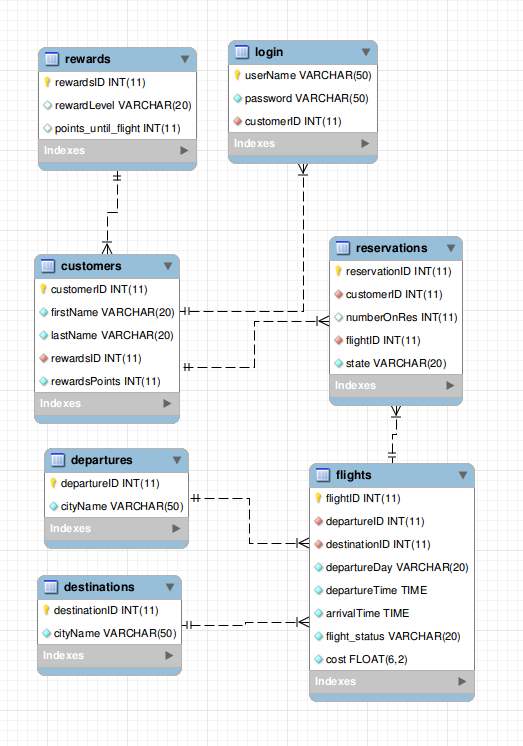 rewards
rewardsID INT(11)
rewardLevel VARCHAR(20)
points_until_flight INT(11)
Indexes
login
userName VARCHAR(50)
password VARCHAR(50)
customerID INT(11)
Indexes
customers
customerID INT(11)
firstName VARCHAR(20)
lastName VARCHAR(20)
rewardsID INT(11)
rewardsPoints INT(11)
Indexes
reservations
reservationID INT(11)
customerID INT(11)
numberOnRes INT(11)
flightID INT(11)
state VARCHAR(20)
Indexes
departures
departureID INT(11)
cityName VARCHAR(50)
Indexes
destinations
destinationID INT(11)
cityName VARCHAR(50)
Indexes
flights
flightID INT(11)
departureID INT(11)
destinationID INT(11)
departureDay VARCHAR(20)
departureTime TIME
arrivalTime TIME
flight_status VARCHAR(20)
cost FLOAT(6,2)
Indexes